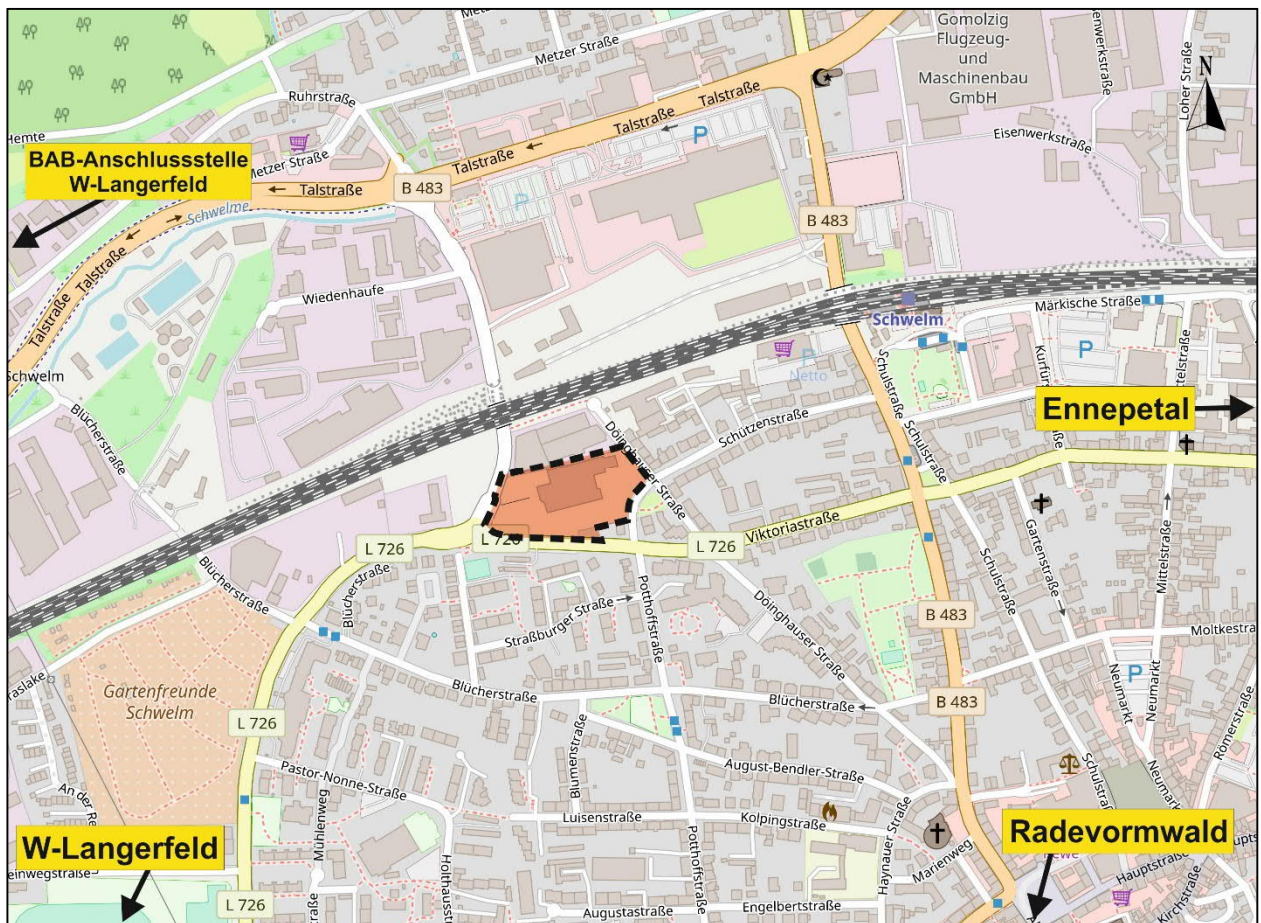 Gomolzig
Flugzeug-
und
Maschinenbau
GmbH
Metzer Straße
Talstraße
Talstraße
Talstraße
Talstraße
Talstraße
Ruhrstraße
Metzer Straße
Eisenwerkstraße
Loher Straße
N
BAB-Anschlussstelle
W-Langerfeld
B 483
P
P
B 483
Schwelme
Talstraße
Talstraße
Talstraße
Wiedenhaufe
Schwelm
Märkische Straße
Schwelm
Blücherstraße
P
Netto
P
Schulstraße
Schulstraße
Schützenstraße
Döinghauser Straße
Ennepetal
L 726
L 726
L 726
Viktoriastraße
Blücherstraße
Blücherstraße
Potthoffstraße
Straßburger Straße
Döinghauser Straße
Schulstraße
Gartenstraße
Mittelstraße
B 483
Gartenfreunde
Schwelm
Blücherstraße
Blücherstraße
B 483
P
Neumarkt
Neumarkt
Römerstraße
L 726
Pastor-Nonne-Straße
Blumenstraße
August-Bendler-Straße
Schulstraße
Mühlenweg
Luisenstraße
Kolpingstraße
Potthoffstraße
Haynauer Straße
Marienweg
W-Langerfeld
Radevormwald
Hauptstraße
Kirchstraße
L 726
Augustastraße
Engelbertstraße